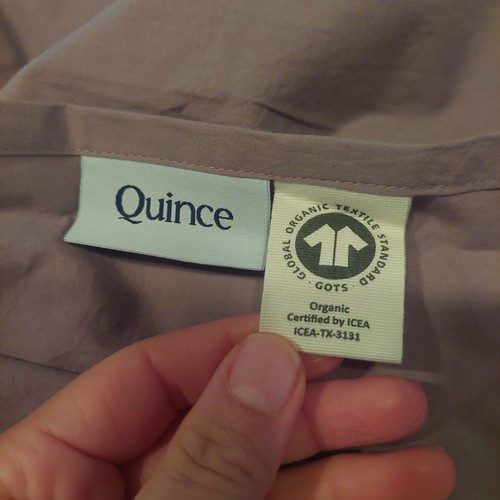 Quince
GLOBAL ORGANIC TEXTILE STANDARD
· GOTS ·
Organic
Certified by ICEA
ICEA-TX-3131